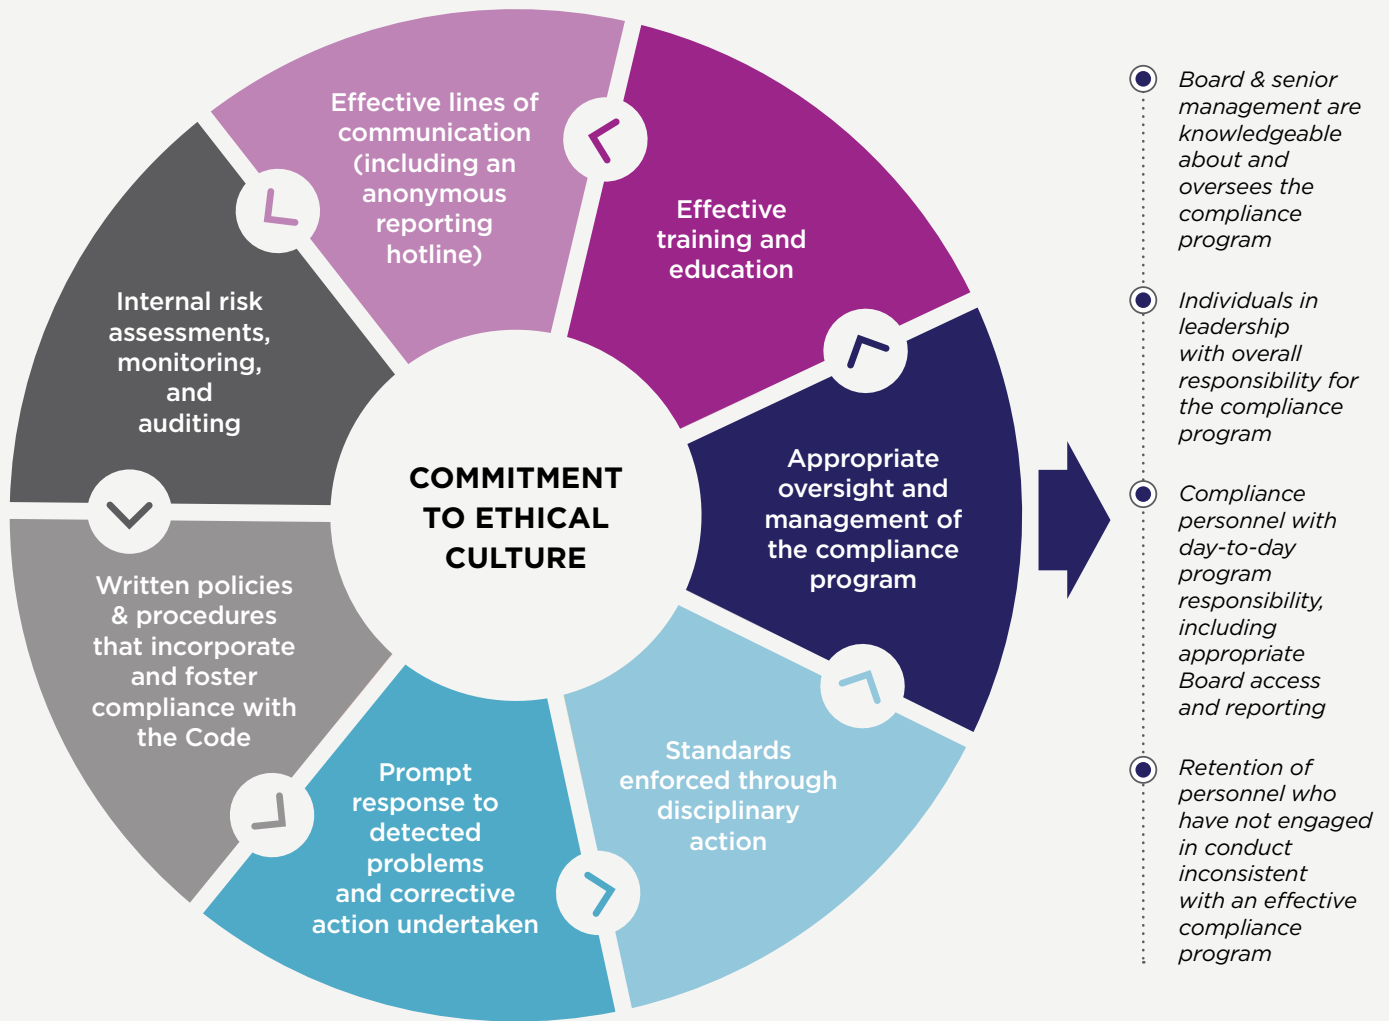 Effective lines of
communication
(including an
anonymous
reporting
hotline)
Effective
training and
education
Internal risk
assessments,
monitoring,
and
auditing
COMMITMENT
TO ETHICAL
CULTURE
Appropriate
oversight and
management of
the compliance
program
Written policies
& procedures
that incorporate
and foster
compliance with
the Code
Prompt
response to
detected
problems
and corrective
action undertaken
Standards
enforced through
disciplinary
action
Board & senior
management are
knowledgeable
about and
oversees the
compliance
program
Individuals in
leadership
with overall
responsibility for
the compliance
program
Compliance
personnel with
day-to-day
program
responsibility,
including
appropriate
Board access
and reporting
Retention of
personnel who
have not engaged
in conduct
inconsistent
with an effective
compliance
program